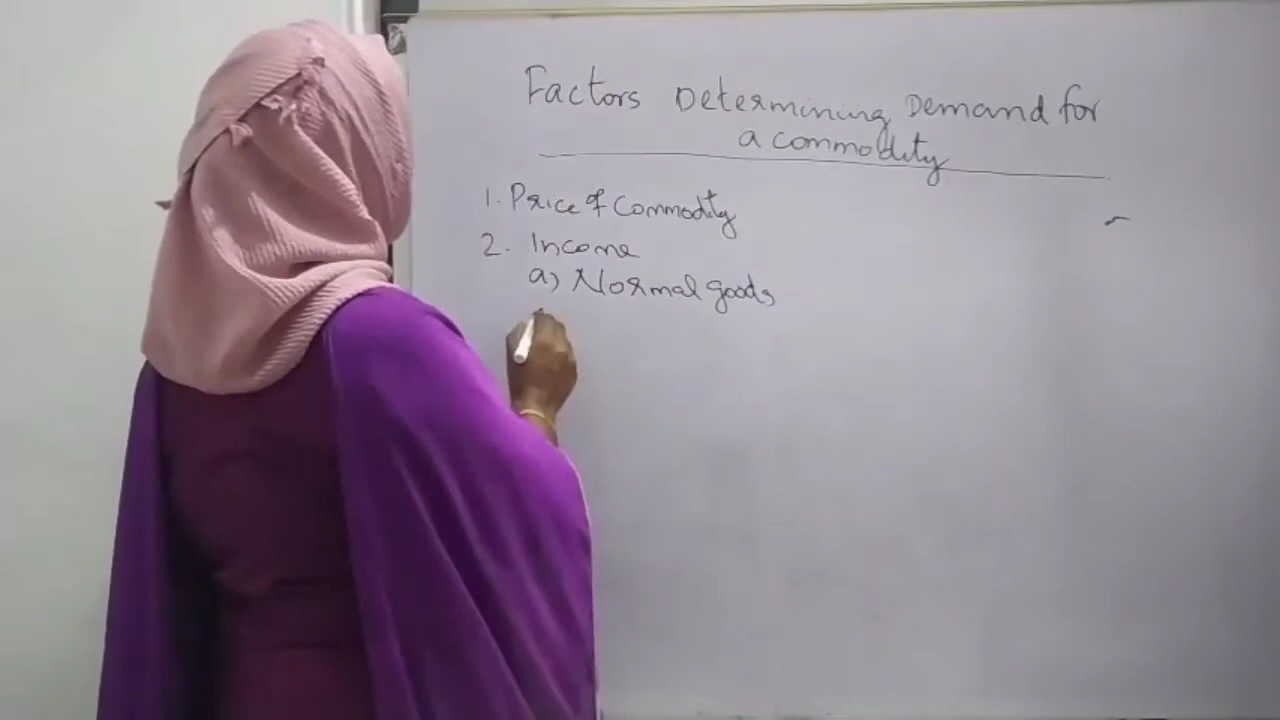 Factors Determining Demand for
a commodity
1. Price of Commodity
2. Income
a) Normal goods